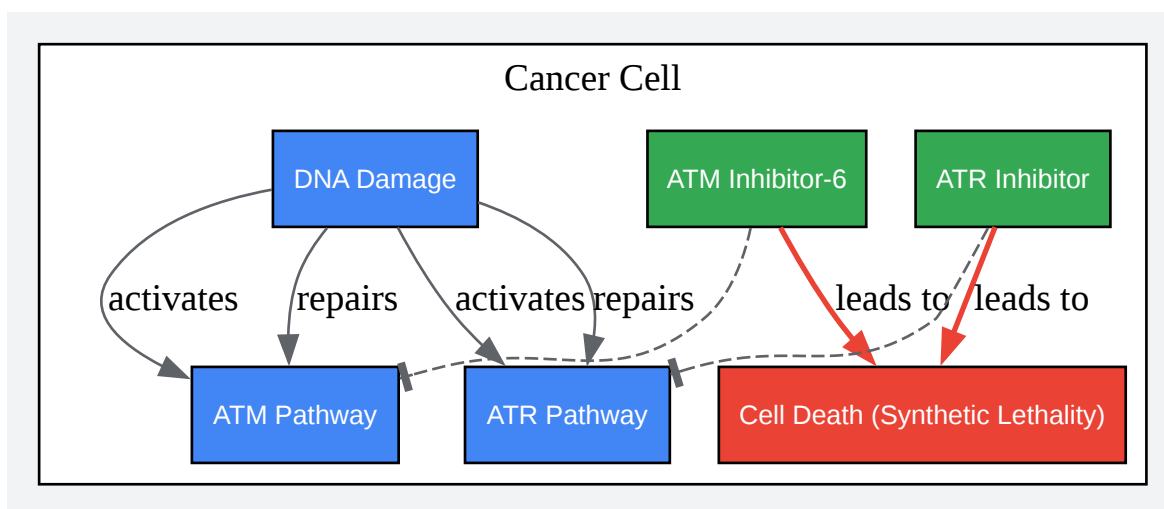 Cancer Cell
DNA Damage
ATM Inhibitor-6
ATR Inhibitor
activates
repairs
activates
repairs
leads to
leads to
ATM Pathway
ATR Pathway
Cell Death (Synthetic Lethality)